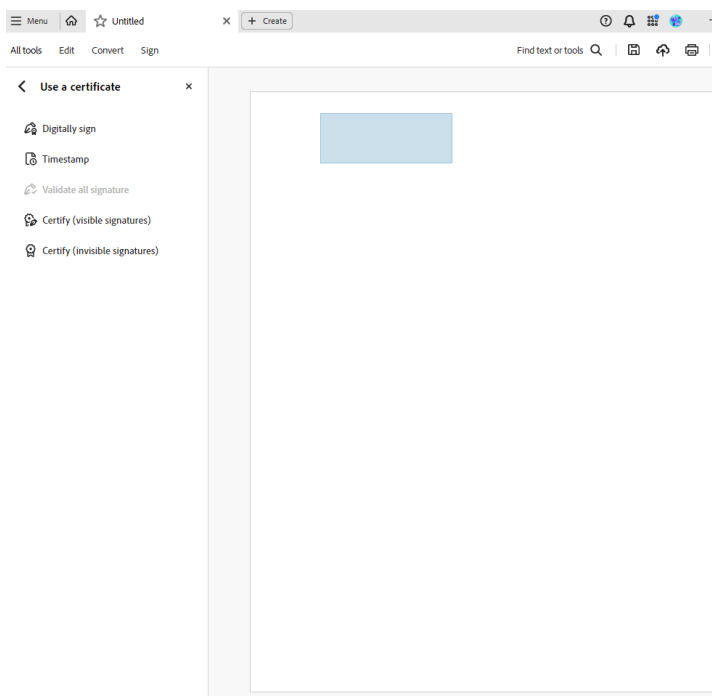 Menu Untitled Create
All tools Edit Convert Sign Find text or tools
Use a certificate
Digitally sign
Timestamp
Validate all signature
Certify (visible signatures)
Certify (invisible signatures)